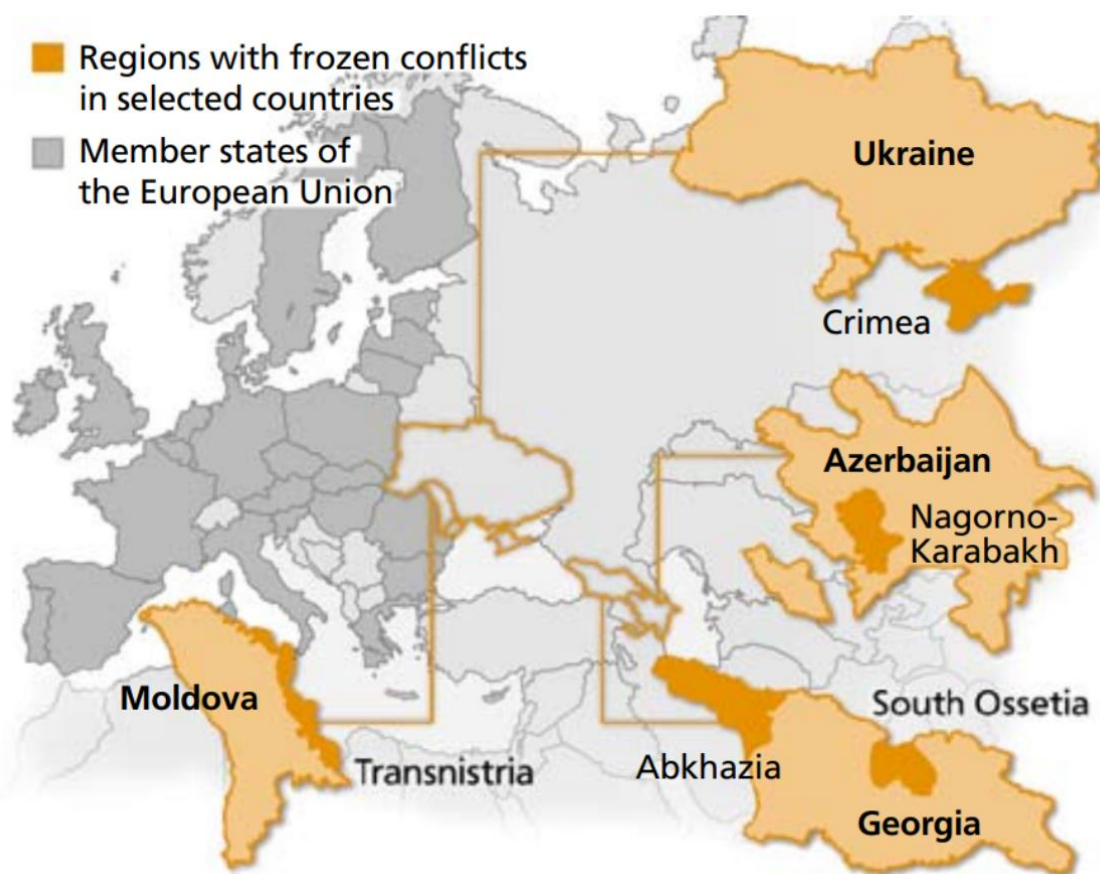 Regions with frozen conflicts
in selected countries
Member states of
the European Union
Ukraine
Crimea
Azerbaijan
Nagorno-
Karabakh
Moldova
Transnistria
South Ossetia
Abkhazia
Georgia